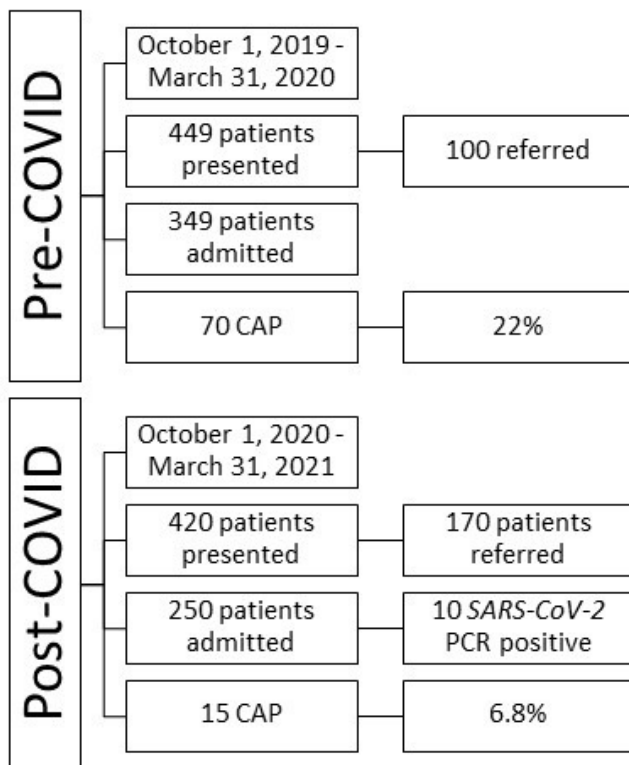 Pre-COVID
October 1, 2019 -
March 31, 2020
449 patients
presented
100 referred
349 patients
admitted
70 CAP
22%
Post-COVID
October 1, 2020 -
March 31, 2021
420 patients
presented
170 patients
referred
250 patients
admitted
10 SARS-CoV-2
PCR positive
15 CAP
6.8%